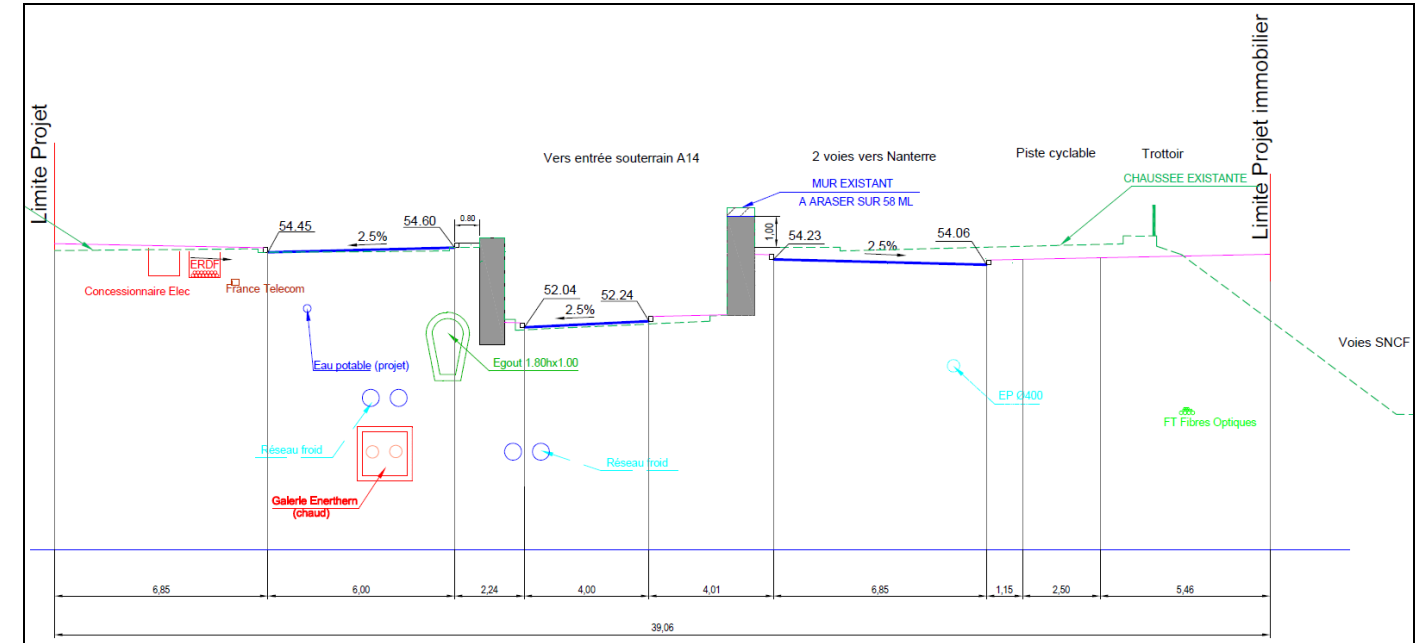 Limite Projet
Limite Projet immobilier
Vers entrée souterrain A14
2 voies vers Nanterre
Piste cyclable
Trottoir
CHAUSSEE EXISTANTE
MUR EXISTANT
A ARASER SUR 58 ML
54.45
2.5%
54.60
0.80
1.00
54.23
2.5%
54.06
ERDF
Concessionnaire Elec
France Telecom
52.04
2.5%
52.24
Eau potable (projet)
Egout 1.80hx1.00
Voies SNCF
EP Ø400
FT Fibres Optiques
Réseau froid
Réseau froid
Galerie Enerthern
(chaud)
6,85
6,00
2,24
4,00
4,01
6,85
1,15
2,50
5,46
39,06